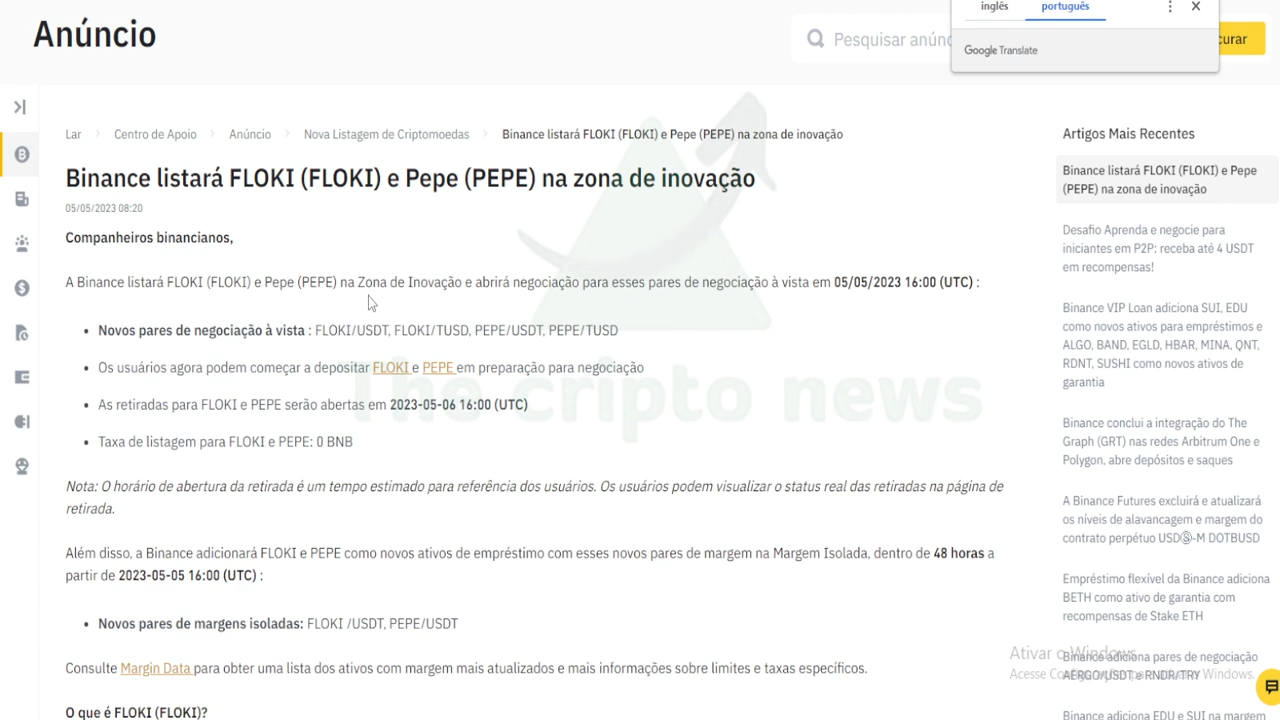 Anúncio
Pesquisar anúnc
inglês português
Google Translate
curar
Lar Centro de Apoio Anúncio Nova Listagem de Criptomoedas Binance listará FLOKI (FLOKI) e Pepe (PEPE) na zona de inovação
Binance listará FLOKI (FLOKI) e Pepe (PEPE) na zona de inovação
05/05/2023 08:20
Companheiros binancianos,
A Binance listará FLOKI (FLOKI) e Pepe (PEPE) na Zona de Inovação e abrirá negociação para esses pares de negociação à vista em 05/05/2023 16:00 (UTC) :
• Novos pares de negociação à vista : FLOKI/USDT, FLOKI/TUSD, PEPE/USDT, PEPE/TUSD
• Os usuários agora podem começar a depositar FLOKI e PEPE em preparação para negociação
• As retiradas para FLOKI e PEPE serão abertas em 2023-05-06 16:00 (UTC)
• Taxa de listagem para FLOKI e PEPE: 0 BNB
Nota: O horário de abertura da retirada é um tempo estimado para referência dos usuários. Os usuários podem visualizar o status real das retiradas na página de
retirada.
Além disso, a Binance adicionará FLOKI e PEPE como novos ativos de empréstimo com esses novos pares de margem na Margem Isolada, dentro de 48 horas a
partir de 2023-05-05 16:00 (UTC) :
• Novos pares de margens isoladas: FLOKI /USDT, PEPE/USDT
Consulte Margin Data para obter uma lista dos ativos com margem mais atualizados e mais informações sobre limites e taxas específicos.
O que é FLOKI (FLOKI)?
The cripto news
Artigos Mais Recentes
Binance listará FLOKI (FLOKI) e Pepe
(PEPE) na zona de inovação
Desafio Aprenda e negocie para
iniciantes em P2P: receba até 4 USDT
em recompensas!
Binance VIP Loan adiciona SUI, EDU
como novos ativos para empréstimos e
ALGO, BAND, EGLD, HBAR, MINA, QNT,
RDNT, SUSHI como novos ativos de
garantia
Binance conclui a integração do The
Graph (GRT) nas redes Arbitrum One e
Polygon, abre depósitos e saques
A Binance Futures excluirá e atualizará
os níveis de alavancagem e margem do
contrato perpétuo USDⓈ-M DOTBUSD
Empréstimo flexível da Binance adiciona
BETH como ativo de garantia com
recompensas de Stake ETH
Binance adiciona pares de negociação
AERGO/USDT e RNDR/TRY
Binance adiciona EDU e SUI na margem
Ativar o Windows
Acesse para ativar o Windows.